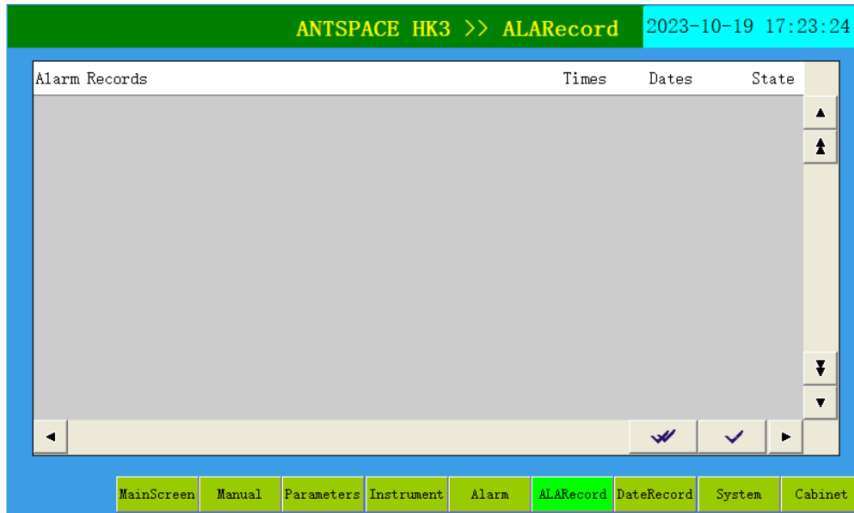 ANTSPACE HK3 >> ALARecord 2023-10-19 17:23:24
Alarm Records Times Dates State
MainScreen Manual Parameters Instrument Alarm ALARecord DateRecord System Cabinet